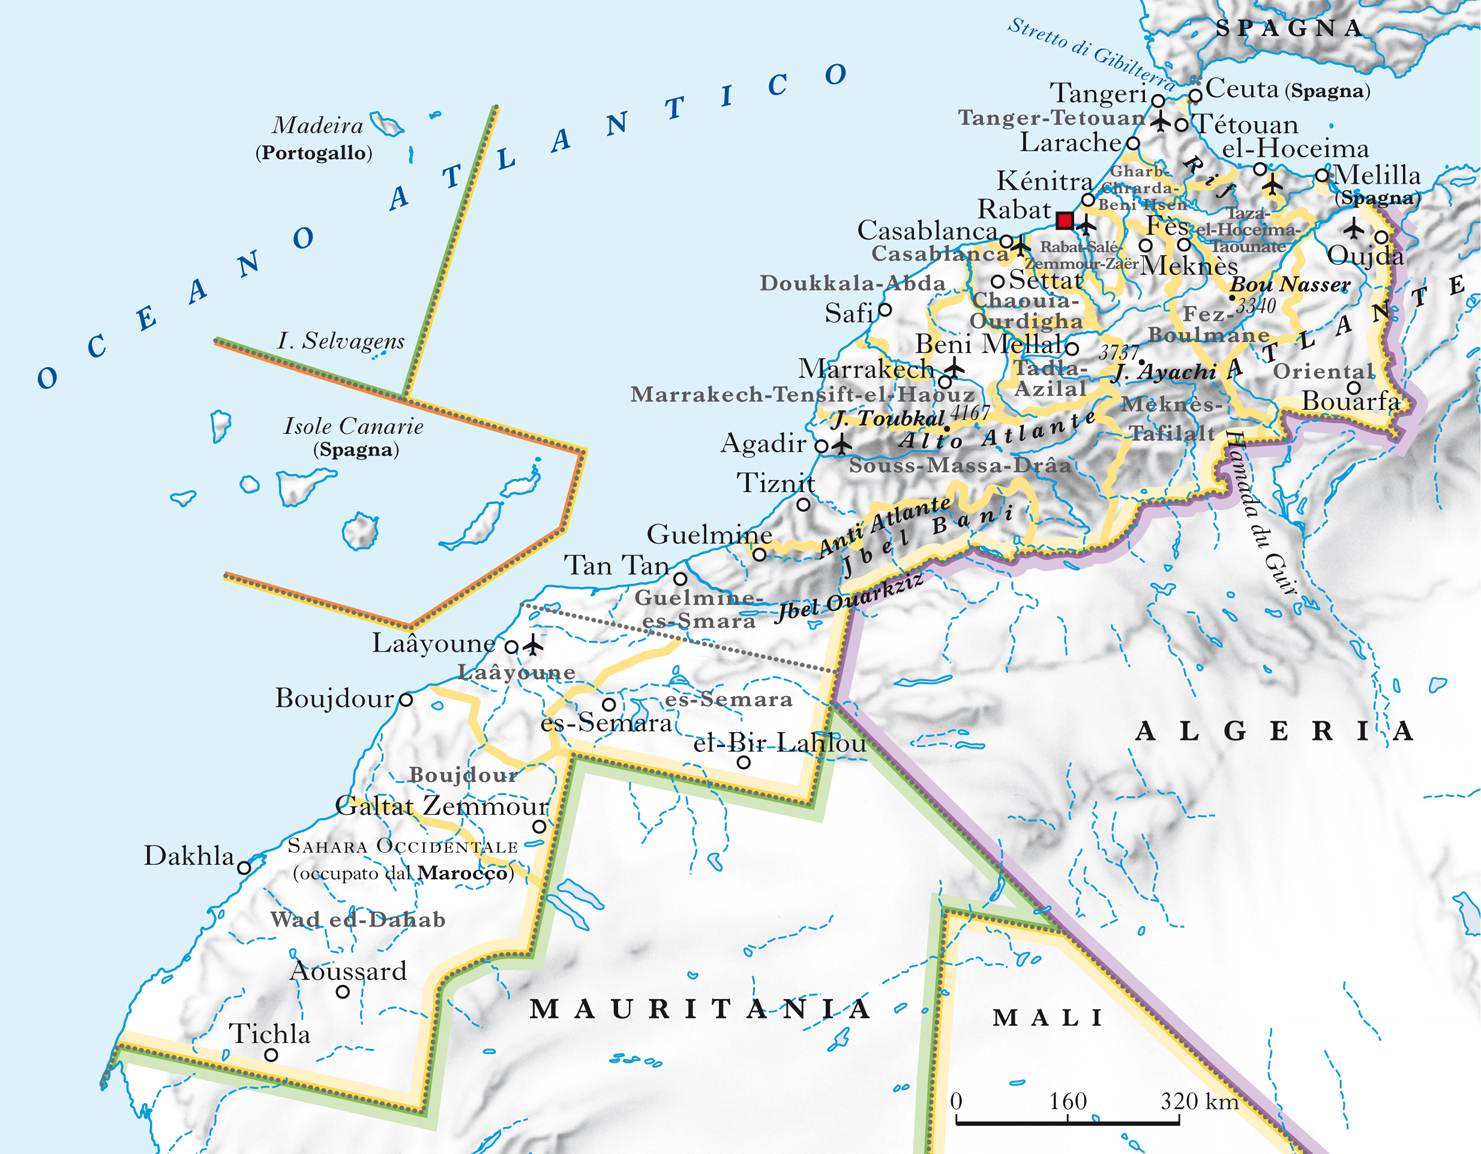 SPAGNA
Stretto di Gibilterra
OCEANO ATLANTICO
Madeira
(Portogallo)
I. Selvagens
Isole Canarie
(Spagna)
Tangeri
Ceuta (Spagna)
Tanger-Tetouan
Tétouan
Larache
el-Hoceima
Rif
Melilla
(Spagna)
Kénitra
Gharb-
Chrarda-
Beni Hsen
Rabat
Taza-
el-Hoceima-
Taounate
Casablanca
Casablanca
Rabat-Salé-
Zemmour-Zaër
Fès
Meknès
Oujda
Doukkala-Abda
Settat
Bou Nasser
3340
Chaouia-
Ourdigha
Safi
Fez-
Boulmane
ATLANTE
Beni Mellal
3737
J. Ayachi
Marrakech
Tadla-
Azilal
Oriental
Marrakech-Tensift-el-Haouz
Bouarfa
Meknès-
Tafilalt
J. Toubkal 4167
Alto Atlante
Agadir
Souss-Massa-Drâa
Hamada du Guir
Tiznit
Anti Atlante
Jbel Bani
Guelmine
Tan Tan
Jbel Ouarkziz
Guelmine-
es-Smara
Laâyoune
Laâyoune
Boujdour
es-Semara
es-Semara
el-Bir Lahlou
ALGERIA
Boujdour
Galtat Zemmour
SAHARA OCCIDENTALE
(occupato dal Marocco)
Dakhla
Wad ed-Dahab
Aoussard
MAURITANIA
MALI
Tichla
0 160 320 km